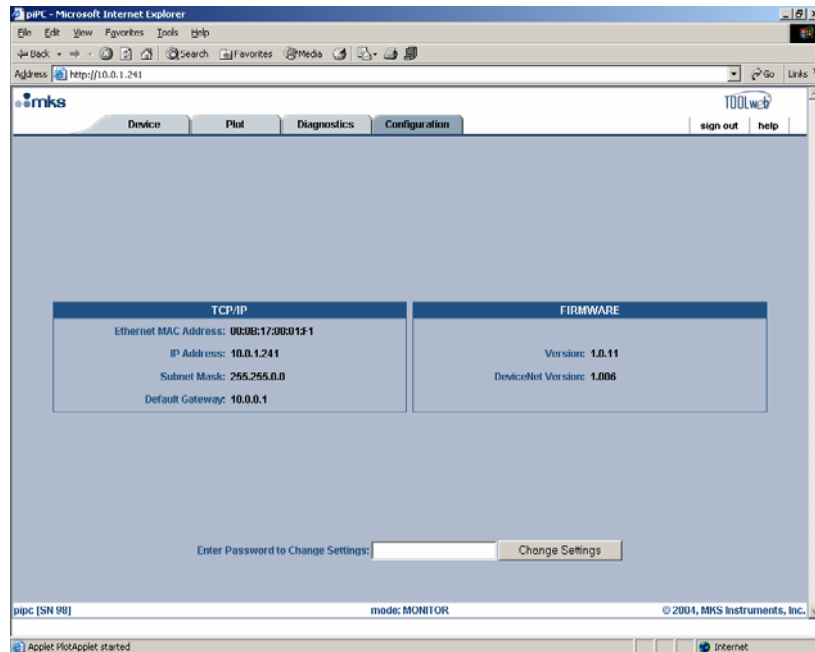 piPC - Microsoft Internet Explorer
File Edit View Favorites Tools Help
Back Search Favorites Media
Address http://10.0.1.241 Go Links
mks TOOLweb
Device Plot Diagnostics Configuration sign out help
TCP/IP FIRMWARE
Ethernet MAC Address: 00:0B:17:00:01:F1
IP Address: 10.0.1.241 Version: 1.0.11
Subnet Mask: 255.255.0.0 DeviceNet Version: 1.006
Default Gateway: 10.0.0.1
Enter Password to Change Settings: Change Settings
pipc [SN 98] mode: MONITOR © 2004, MKS Instruments, Inc.
Applet PlotApplet started Internet